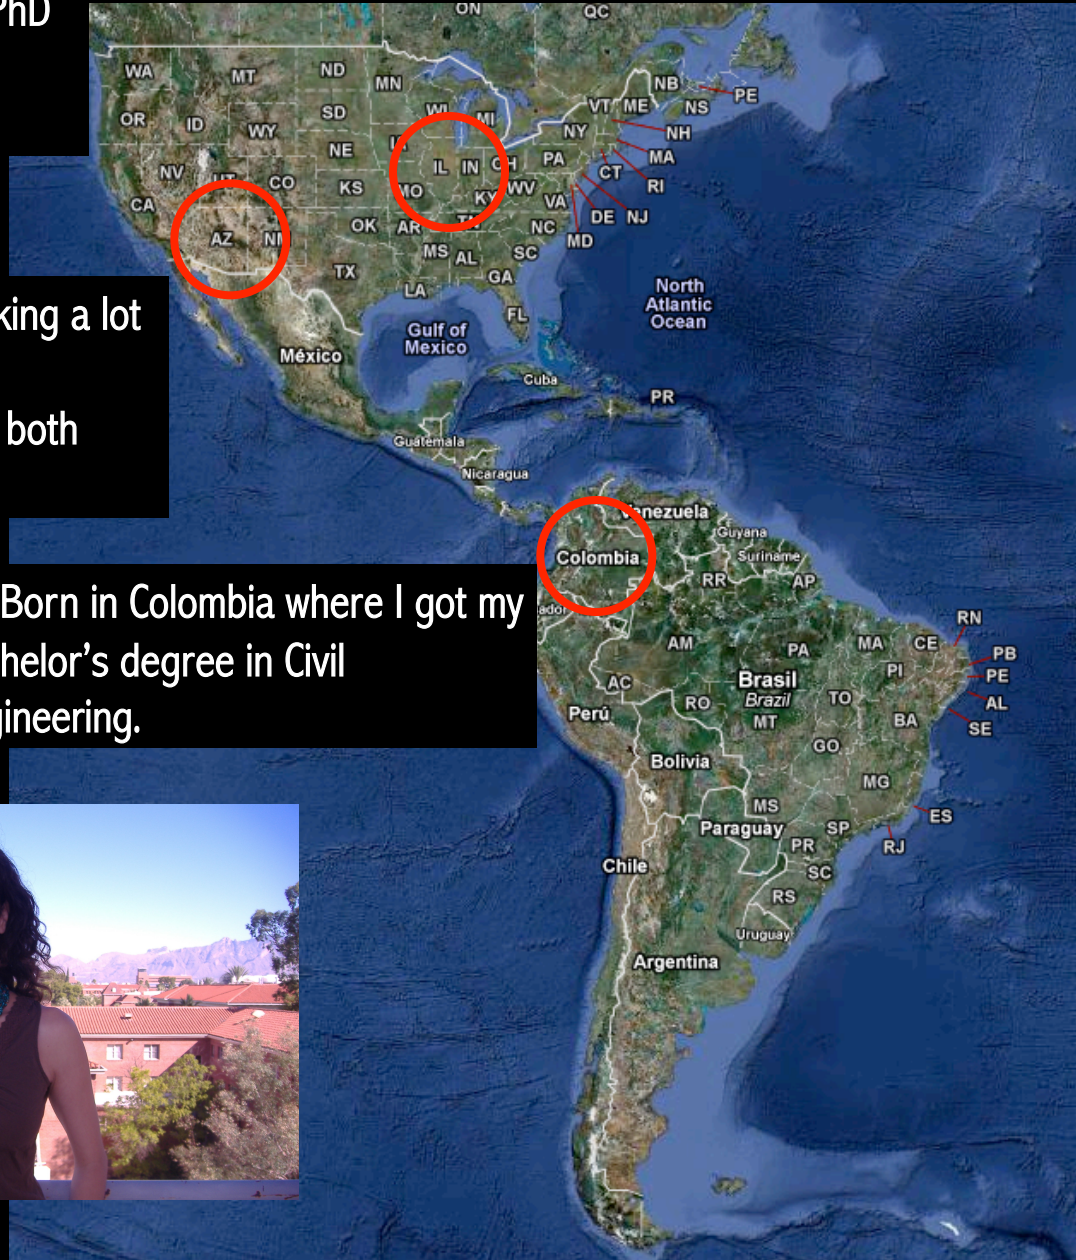 PhD
ON
QC
WA
MT
ND
MN
NB
PE
OR
ID
WY
SD
WI
MI
VT
ME
NS
NY
NH
NV
NE
IL
IN
OH
PA
MA
CT
RI
CA
UT
CO
KS
MO
KY
WV
VA
DE
NJ
AZ
NM
OK
AR
TN
NC
MD
MS
AL
SC
TX
GA
LA
FL
North
Atlantic
Ocean
king a lot
Gulf of
Mexico
México
Cuba
PR
both
Guatemala
Nicaragua
Venezuela
Guyana
Colombia
Suriname
RR
AP
Born in Colombia where I got my
ador
RN
AM
PA
MA
CE
PB
helor's degree in Civil
AC
PI
PE
Brasil
Brazil
RO
TO
AL
gineering.
Perú
MT
BA
SE
GO
Bolivia
MG
MS
ES
Paraguay
SP
PR
RJ
Chile
SC
RS
Uruguay
Argentina